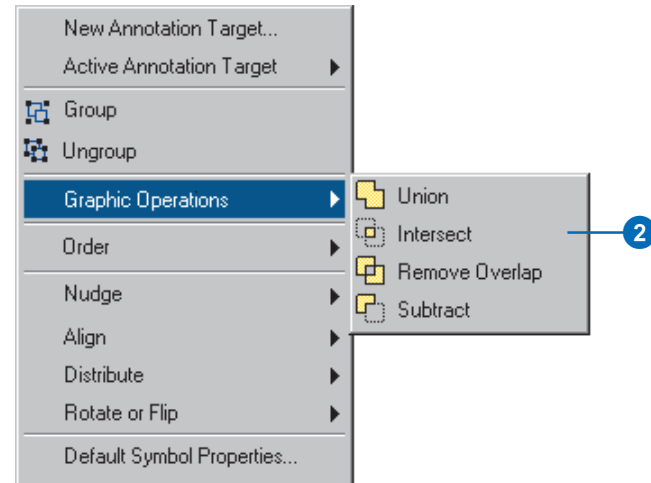 New Annotation Target...
Active Annotation Target
Group
Ungroup
Graphic Operations
Order
Nudge
Align
Distribute
Rotate or Flip
Default Symbol Properties...
Union
Intersect
Remove Overlap
Subtract
2